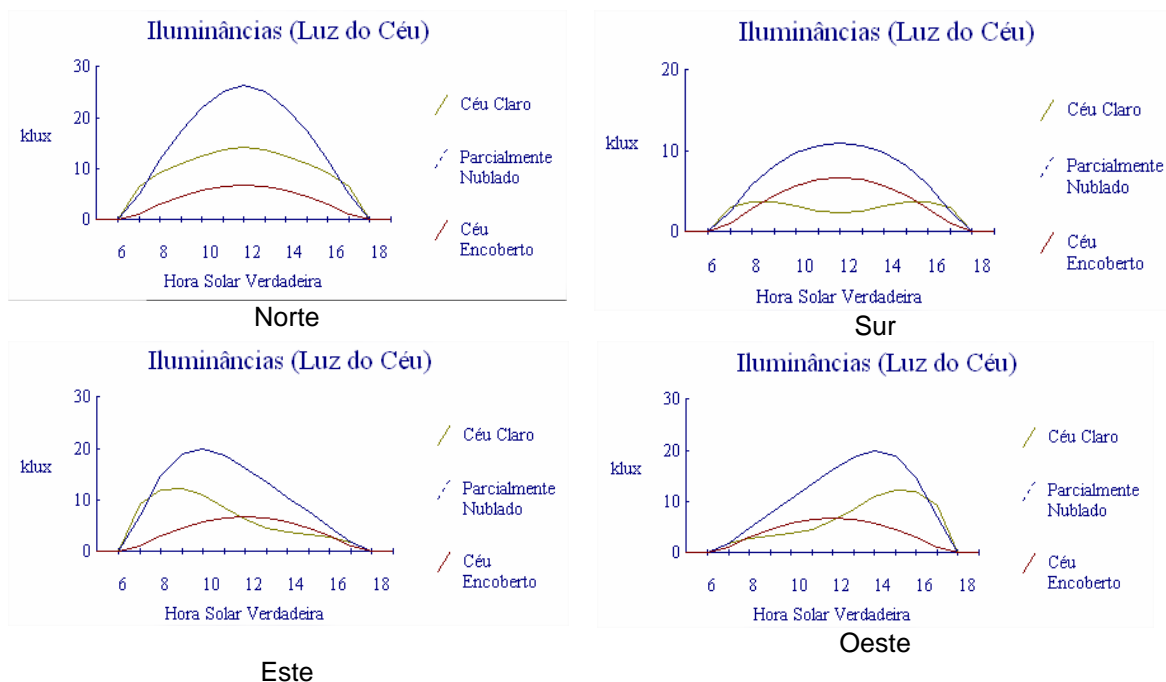 Iluminâncias (Luz do Céu)
30
20
10
0
klux
6 8 10 12 14 16 18
Hora Solar Verdadeira
Céu Claro
Parcialmente
Nublado
Céu
Encoberto
Norte
Iluminâncias (Luz do Céu)
20
10
0
klux
6 8 10 12 14 16 18
Hora Solar Verdadeira
Céu Claro
Parcialmente
Nublado
Céu
Encoberto
Sur
Iluminâncias (Luz do Céu)
30
20
10
0
klux
6 8 10 12 14 16 18
Hora Solar Verdadeira
Céu Claro
Parcialmente
Nublado
Céu
Encoberto
Este
Iluminâncias (Luz do Céu)
30
20
10
0
klux
6 8 10 12 14 16 18
Hora Solar Verdadeira
Céu Claro
Parcialmente
Nublado
Céu
Encoberto
Oeste